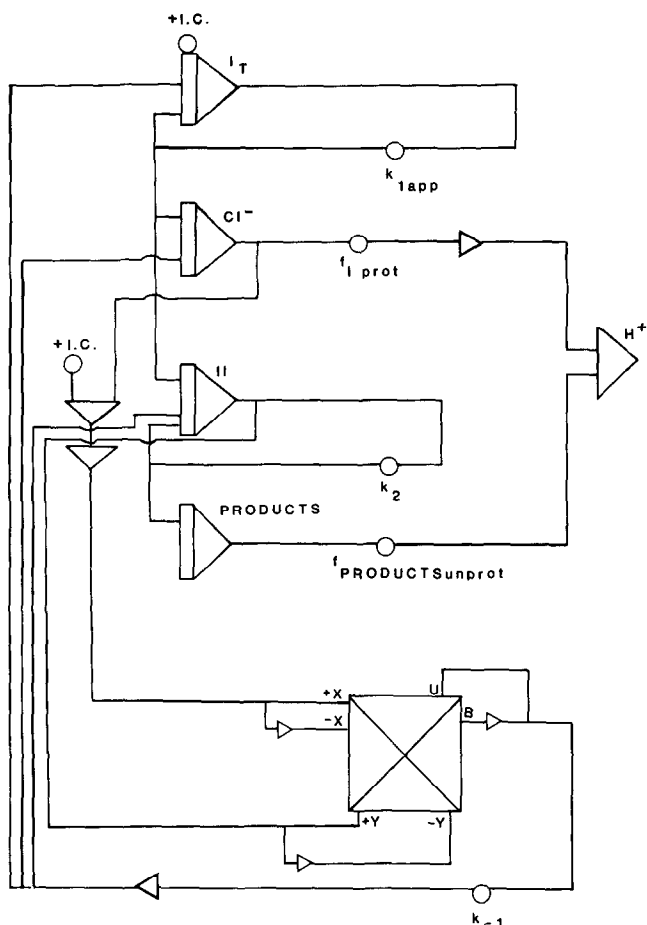 +I.C.
I T
k 1app
Cl−
f I prot
H+
+I.C.
II
k 2
PRODUCTS
f PRODUCTSunprot
+X
U
B
−X
+Y
−Y
k −1